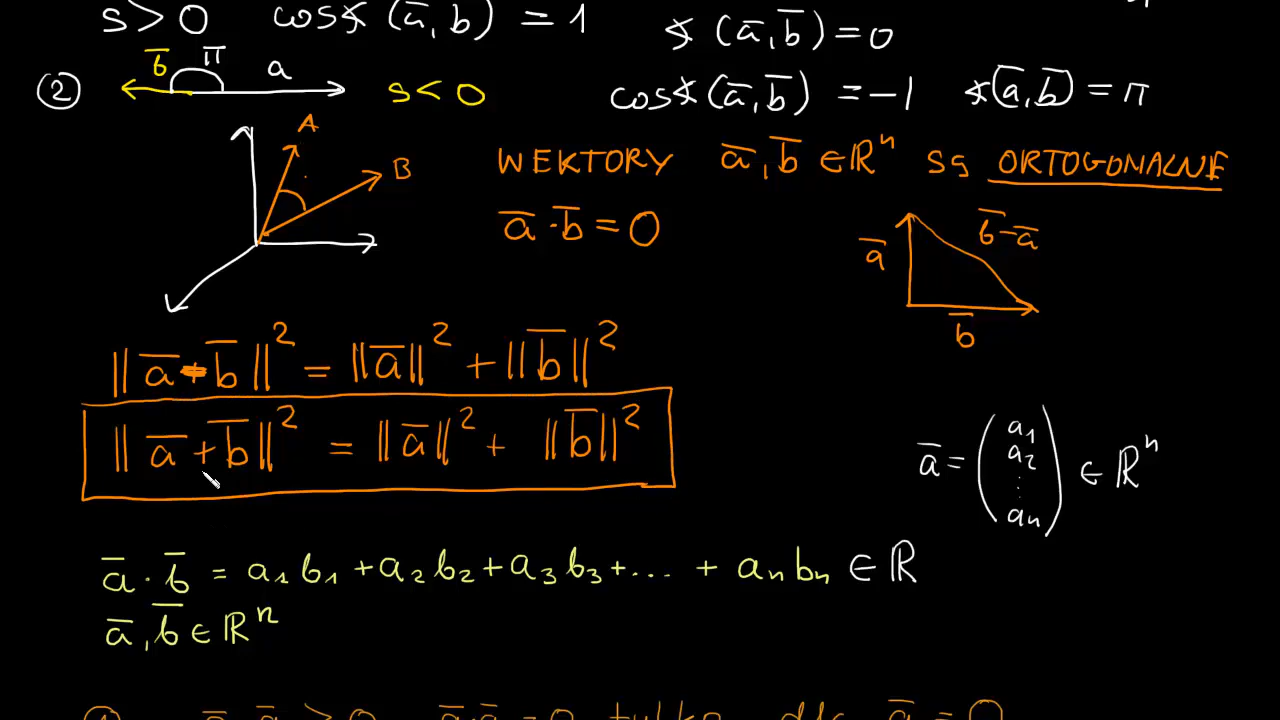 s > 0 cos∢(a̅,b) = 1 ∢(a̅,b̅) = 0
② b̅ π a s < 0 cos∢(a̅,b̅) = -1 ∢(a̅,b̅) = π
A
B
WEKTORY a̅,b̅ ∈ ℝⁿ SĄ ORTOGONALNE
a̅ · b̅ = 0
a̅ b̅-a̅
b̅
||a̅-b̅||² = ||a̅||² + ||b̅||²
||a̅+b̅||² = ||a̅||² + ||b̅||²
a̅ = (a₁ a₂ ⋮ aₙ) ∈ ℝⁿ
a̅ · b̅ = a₁b₁ + a₂b₂ + a₃b₃ + ... + aₙbₙ ∈ ℝ
a̅,b̅ ∈ ℝⁿ